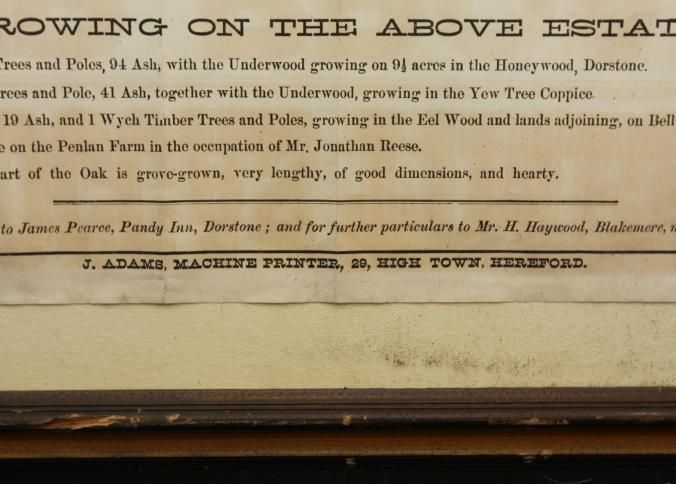 ROWING ON THE ABOVE ESTAT
Trees and Poles, 94 Ash, with the Underwood growing on 9½ acres in the Honeywood, Dorstone.
rees and Pole, 41 Ash, together with the Underwood, growing in the Yew Tree Coppice.
19 Ash, and 1 Wych Timber Trees and Poles, growing in the Eel Wood and lands adjoining, on Bell
e on the Penlan Farm in the occupation of Mr. Jonathan Reese.
art of the Oak is grove-grown, very lengthy, of good dimensions, and hearty.
to James Pearce, Pandy Inn, Dorstone; and for further particulars to Mr. H. Haywood, Blakemere, n
J. ADAMS, MACHINE PRINTER, 29, HIGH TOWN, HEREFORD.